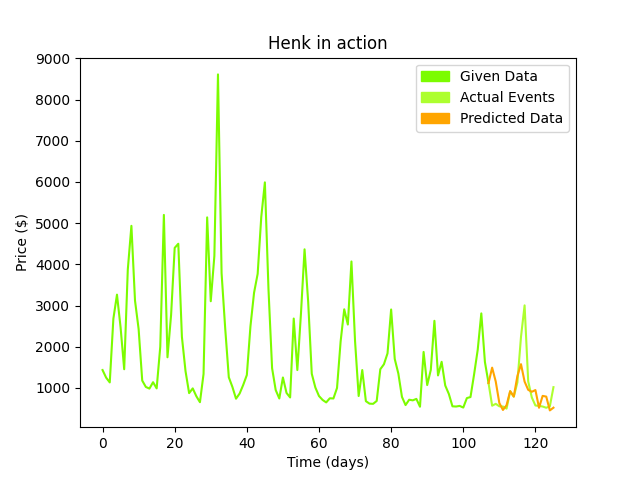 Henk in action
9000
8000
7000
6000
5000
4000
3000
2000
1000
Price ($)
Given Data
Actual Events
Predicted Data
0 20 40 60 80 100 120
Time (days)